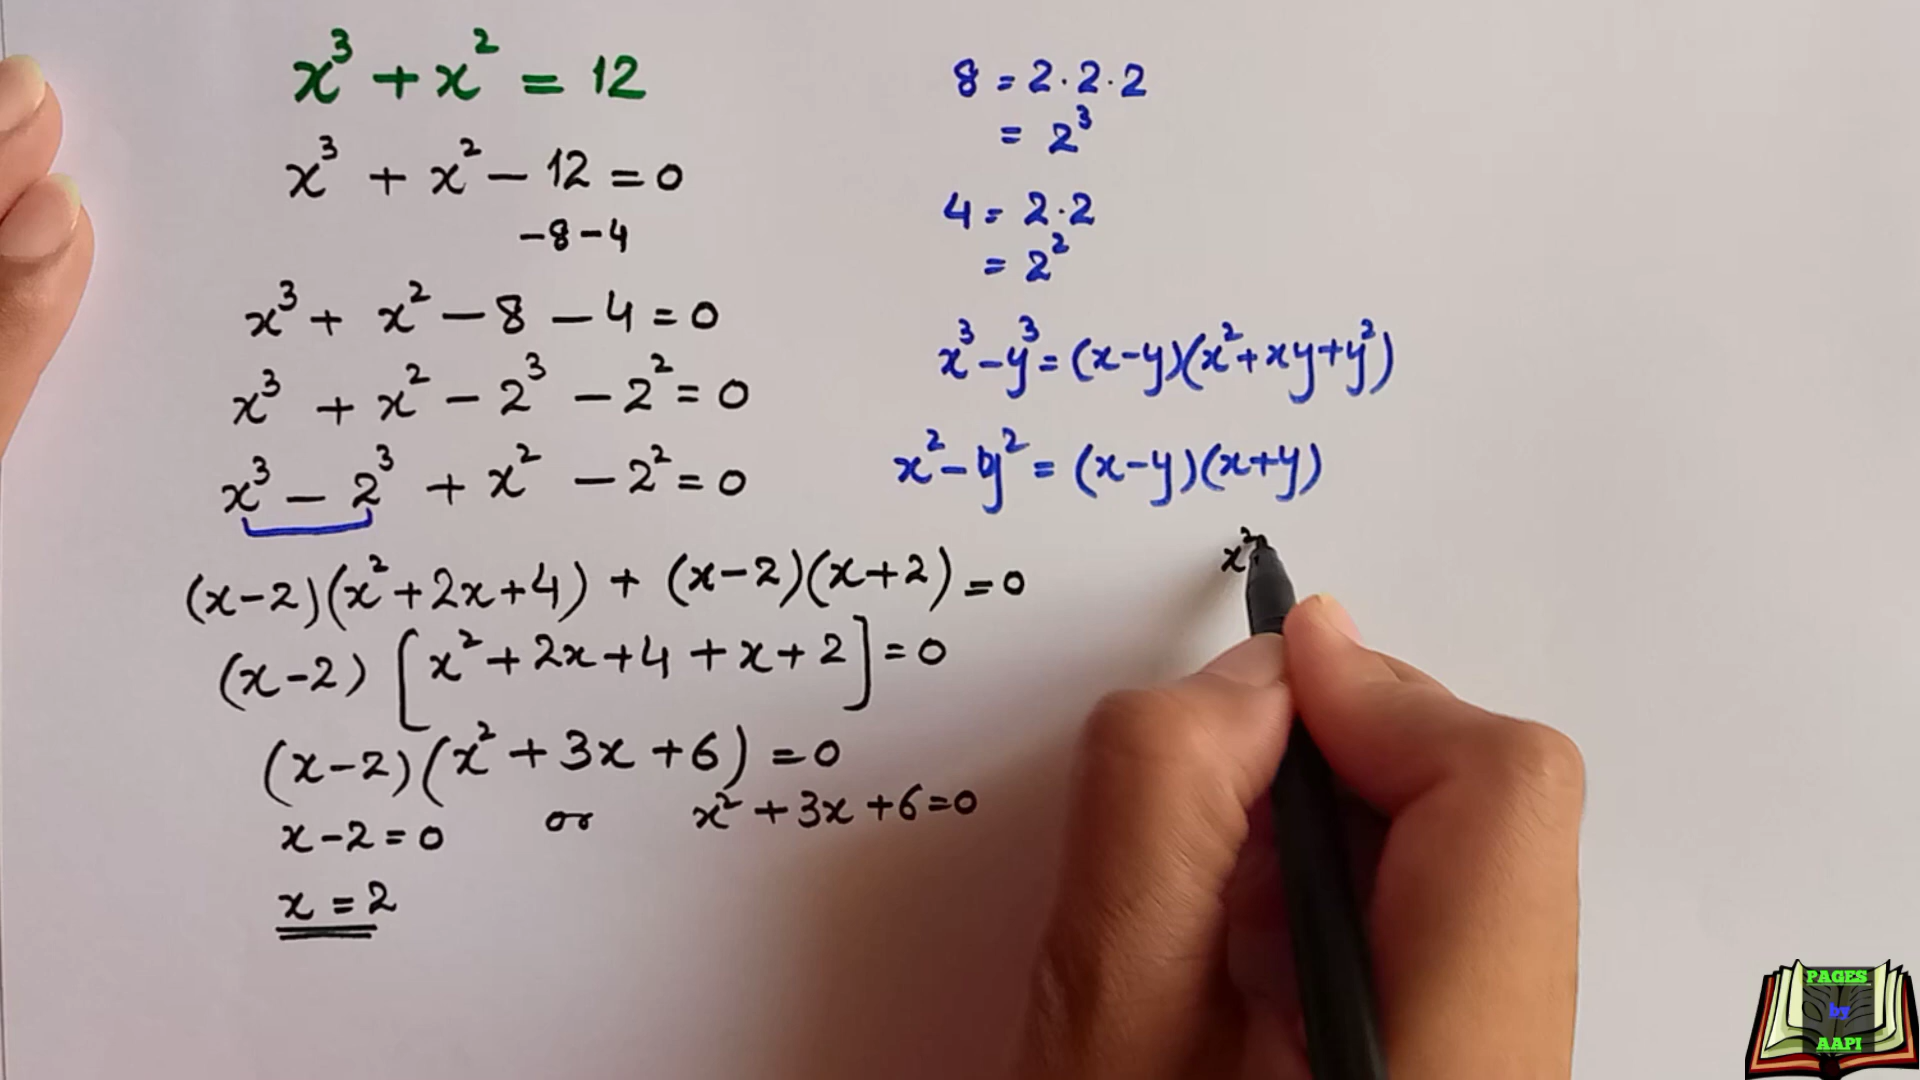 x³ + x² = 12
x³ + x² - 12 = 0
-8-4
x³ + x² - 8 - 4 = 0
x³ + x² - 2³ - 2² = 0
x³ - 2³ + x² - 2² = 0
(x-2)(x²+2x+4) + (x-2)(x+2) = 0
(x-2) [x²+2x+4+x+2] = 0
(x-2)(x²+3x+6) = 0
x-2=0 or x²+3x+6=0
x = 2
8 = 2·2·2
= 2³
4 = 2·2
= 2²
x³-y³ = (x-y)(x²+xy+y²)
x²-y² = (x-y)(x+y)
x²
PAGES
by
AAPI